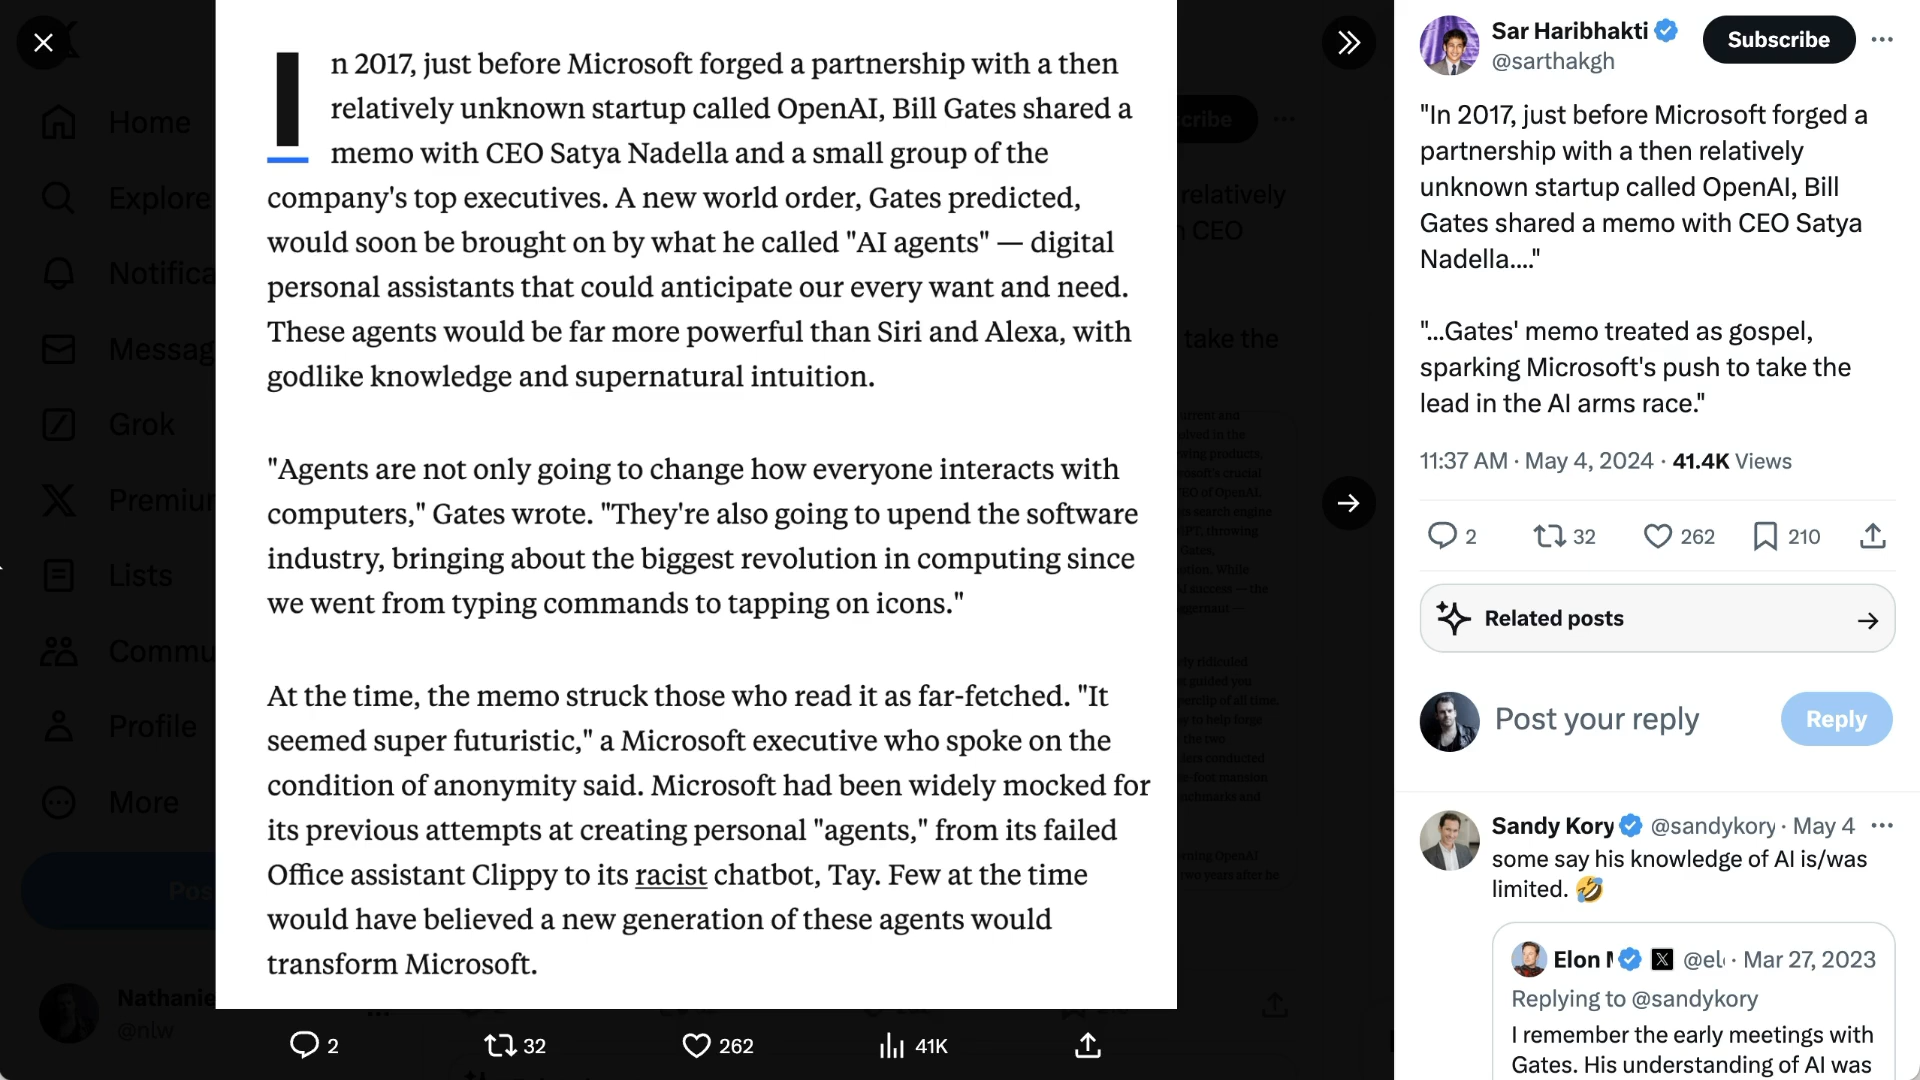 Home
Explore
Notifica
Messag
Grok
Premiu
Lists
Commu
Profile
More
Pos
Nathanie
@nlw
In 2017, just before Microsoft forged a partnership with a then
relatively unknown startup called OpenAI, Bill Gates shared a
memo with CEO Satya Nadella and a small group of the
company's top executives. A new world order, Gates predicted,
would soon be brought on by what he called "AI agents" — digital
personal assistants that could anticipate our every want and need.
These agents would be far more powerful than Siri and Alexa, with
godlike knowledge and supernatural intuition.
"Agents are not only going to change how everyone interacts with
computers," Gates wrote. "They're also going to upend the software
industry, bringing about the biggest revolution in computing since
we went from typing commands to tapping on icons."
At the time, the memo struck those who read it as far-fetched. "It
seemed super futuristic," a Microsoft executive who spoke on the
condition of anonymity said. Microsoft had been widely mocked for
its previous attempts at creating personal "agents," from its failed
Office assistant Clippy to its racist chatbot, Tay. Few at the time
would have believed a new generation of these agents would
transform Microsoft.
2 32 262 41K
cribe
relatively
CEO
take the
Sar Haribhakti
@sarthakgh
Subscribe
"In 2017, just before Microsoft forged a
partnership with a then relatively
unknown startup called OpenAI, Bill
Gates shared a memo with CEO Satya
Nadella...."
"...Gates' memo treated as gospel,
sparking Microsoft's push to take the
lead in the AI arms race."
11:37 AM · May 4, 2024 · 41.4K Views
2 32 262 210
Related posts
Post your reply
Reply
Sandy Kory @sandykory · May 4
some say his knowledge of AI is/was
limited. 🤣
Elon @el · Mar 27, 2023
Replying to @sandykory
I remember the early meetings with
Gates. His understanding of AI was